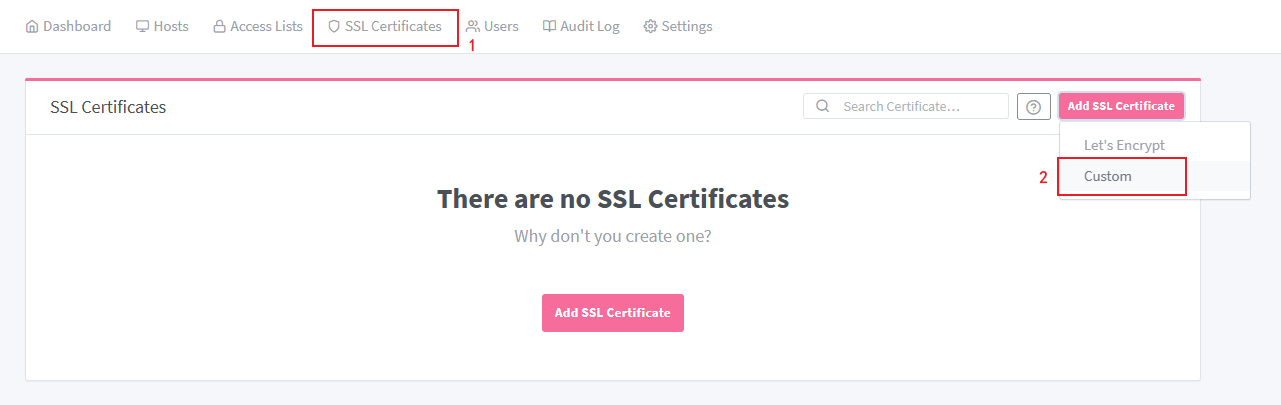 Dashboard Hosts Access Lists SSL Certificates Users Audit Log Settings
1
SSL Certificates Search Certificate... Add SSL Certificate
Let's Encrypt
2 Custom
There are no SSL Certificates
Why don't you create one?
Add SSL Certificate